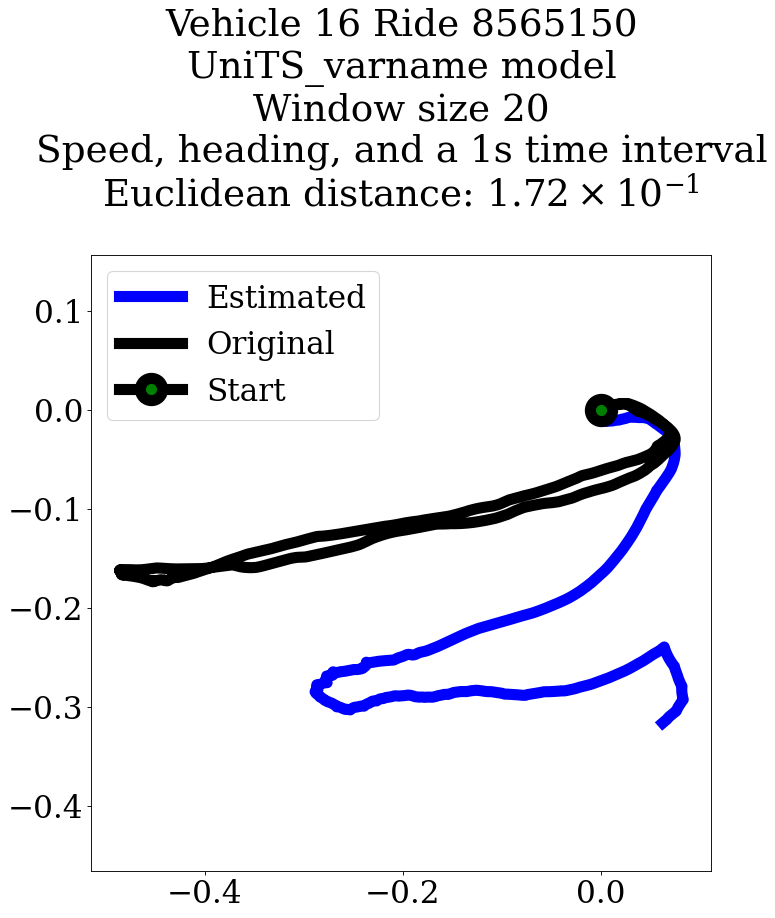 Vehicle 16 Ride 8565150
UniTS_varname model
Window size 20
Speed, heading, and a 1s time interval
Euclidean distance: 1.72 × 10⁻¹
Estimated
Original
Start
0.1
0.0
−0.1
−0.2
−0.3
−0.4
−0.4 −0.2 0.0